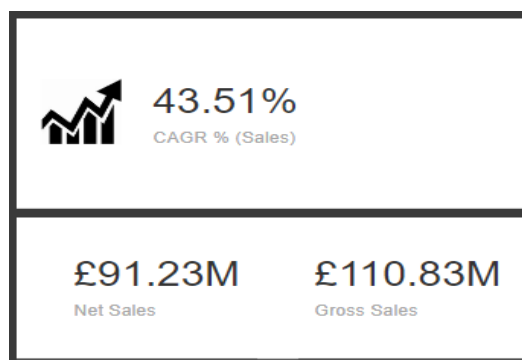 43.51%
CAGR % (Sales)
£91.23M
Net Sales
£110.83M
Gross Sales